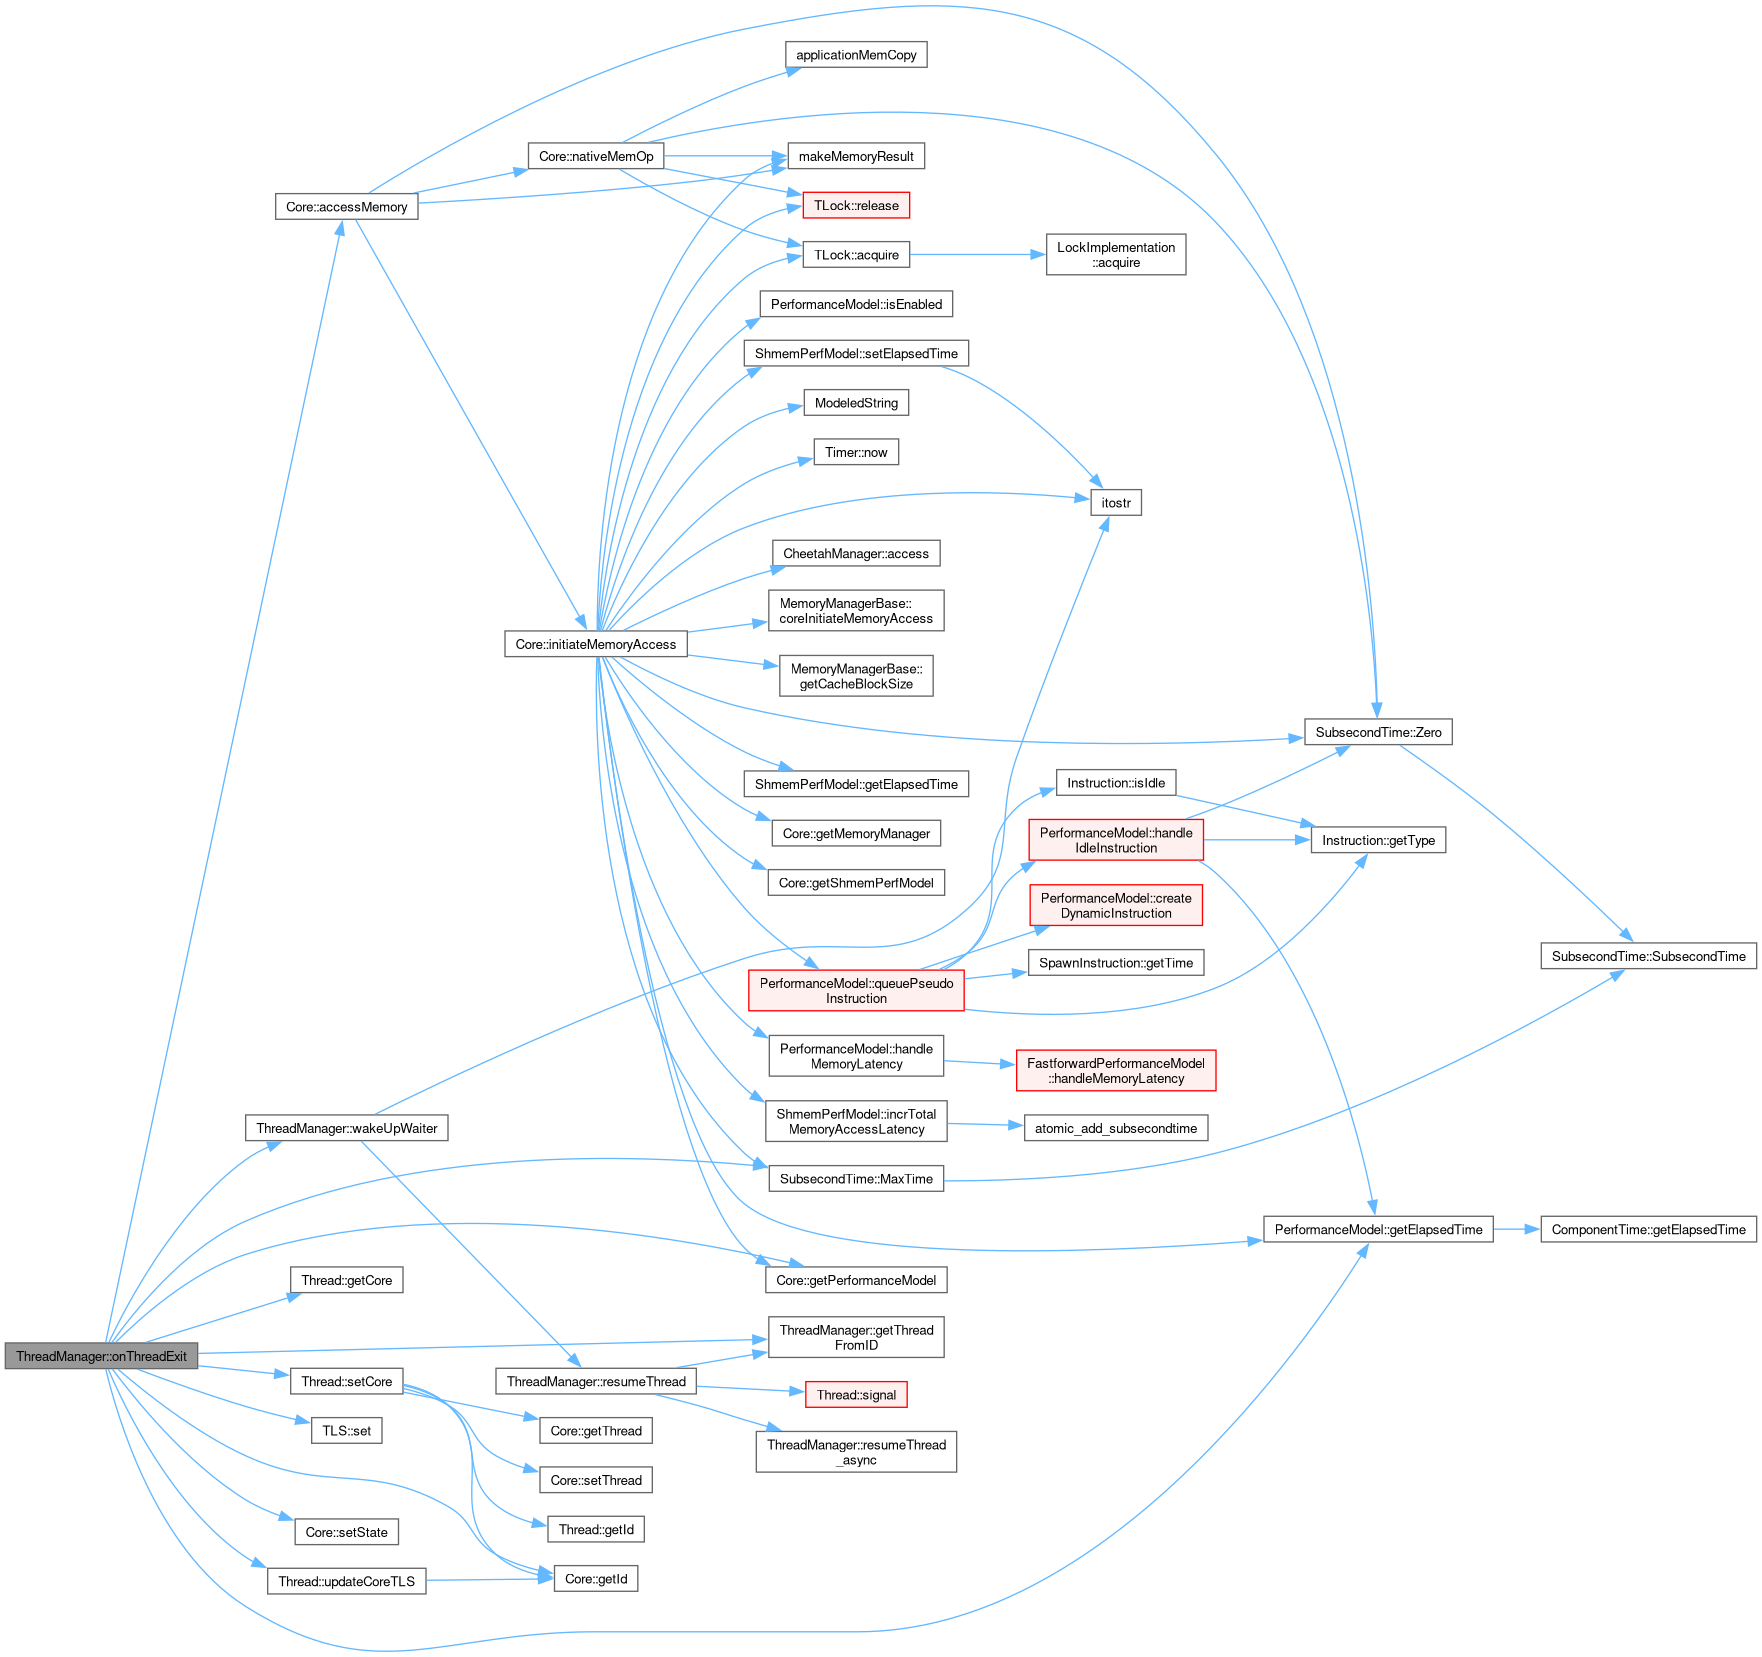 applicationMemCopy
Core::nativeMemOp
makeMemoryResult
Core::accessMemory
TLock::release
TLock::acquire
LockImplementation
::acquire
PerformanceModel::isEnabled
ShmemPerfModel::setElapsedTime
ModeledString
Timer::now
itostr
CheetahManager::access
MemoryManagerBase::
coreInitiateMemoryAccess
Core::initiateMemoryAccess
MemoryManagerBase::
getCacheBlockSize
SubsecondTime::Zero
ShmemPerfModel::getElapsedTime
Instruction::isIdle
Core::getMemoryManager
PerformanceModel::handle
IdleInstruction
Instruction::getType
Core::getShmemPerfModel
PerformanceModel::create
DynamicInstruction
SubsecondTime::SubsecondTime
SpawnInstruction::getTime
PerformanceModel::queuePseudo
Instruction
PerformanceModel::handle
MemoryLatency
FastforwardPerformanceModel
::handleMemoryLatency
ThreadManager::wakeUpWaiter
ShmemPerfModel::incrTotal
MemoryAccessLatency
atomic_add_subsecondtime
SubsecondTime::MaxTime
PerformanceModel::getElapsedTime
ComponentTime::getElapsedTime
Thread::getCore
Core::getPerformanceModel
ThreadManager::getThread
FromID
ThreadManager::onThreadExit
Thread::setCore
ThreadManager::resumeThread
Thread::signal
TLS::set
Core::getThread
ThreadManager::resumeThread
_async
Core::setThread
Core::setState
Thread::getId
Thread::updateCoreTLS
Core::getId